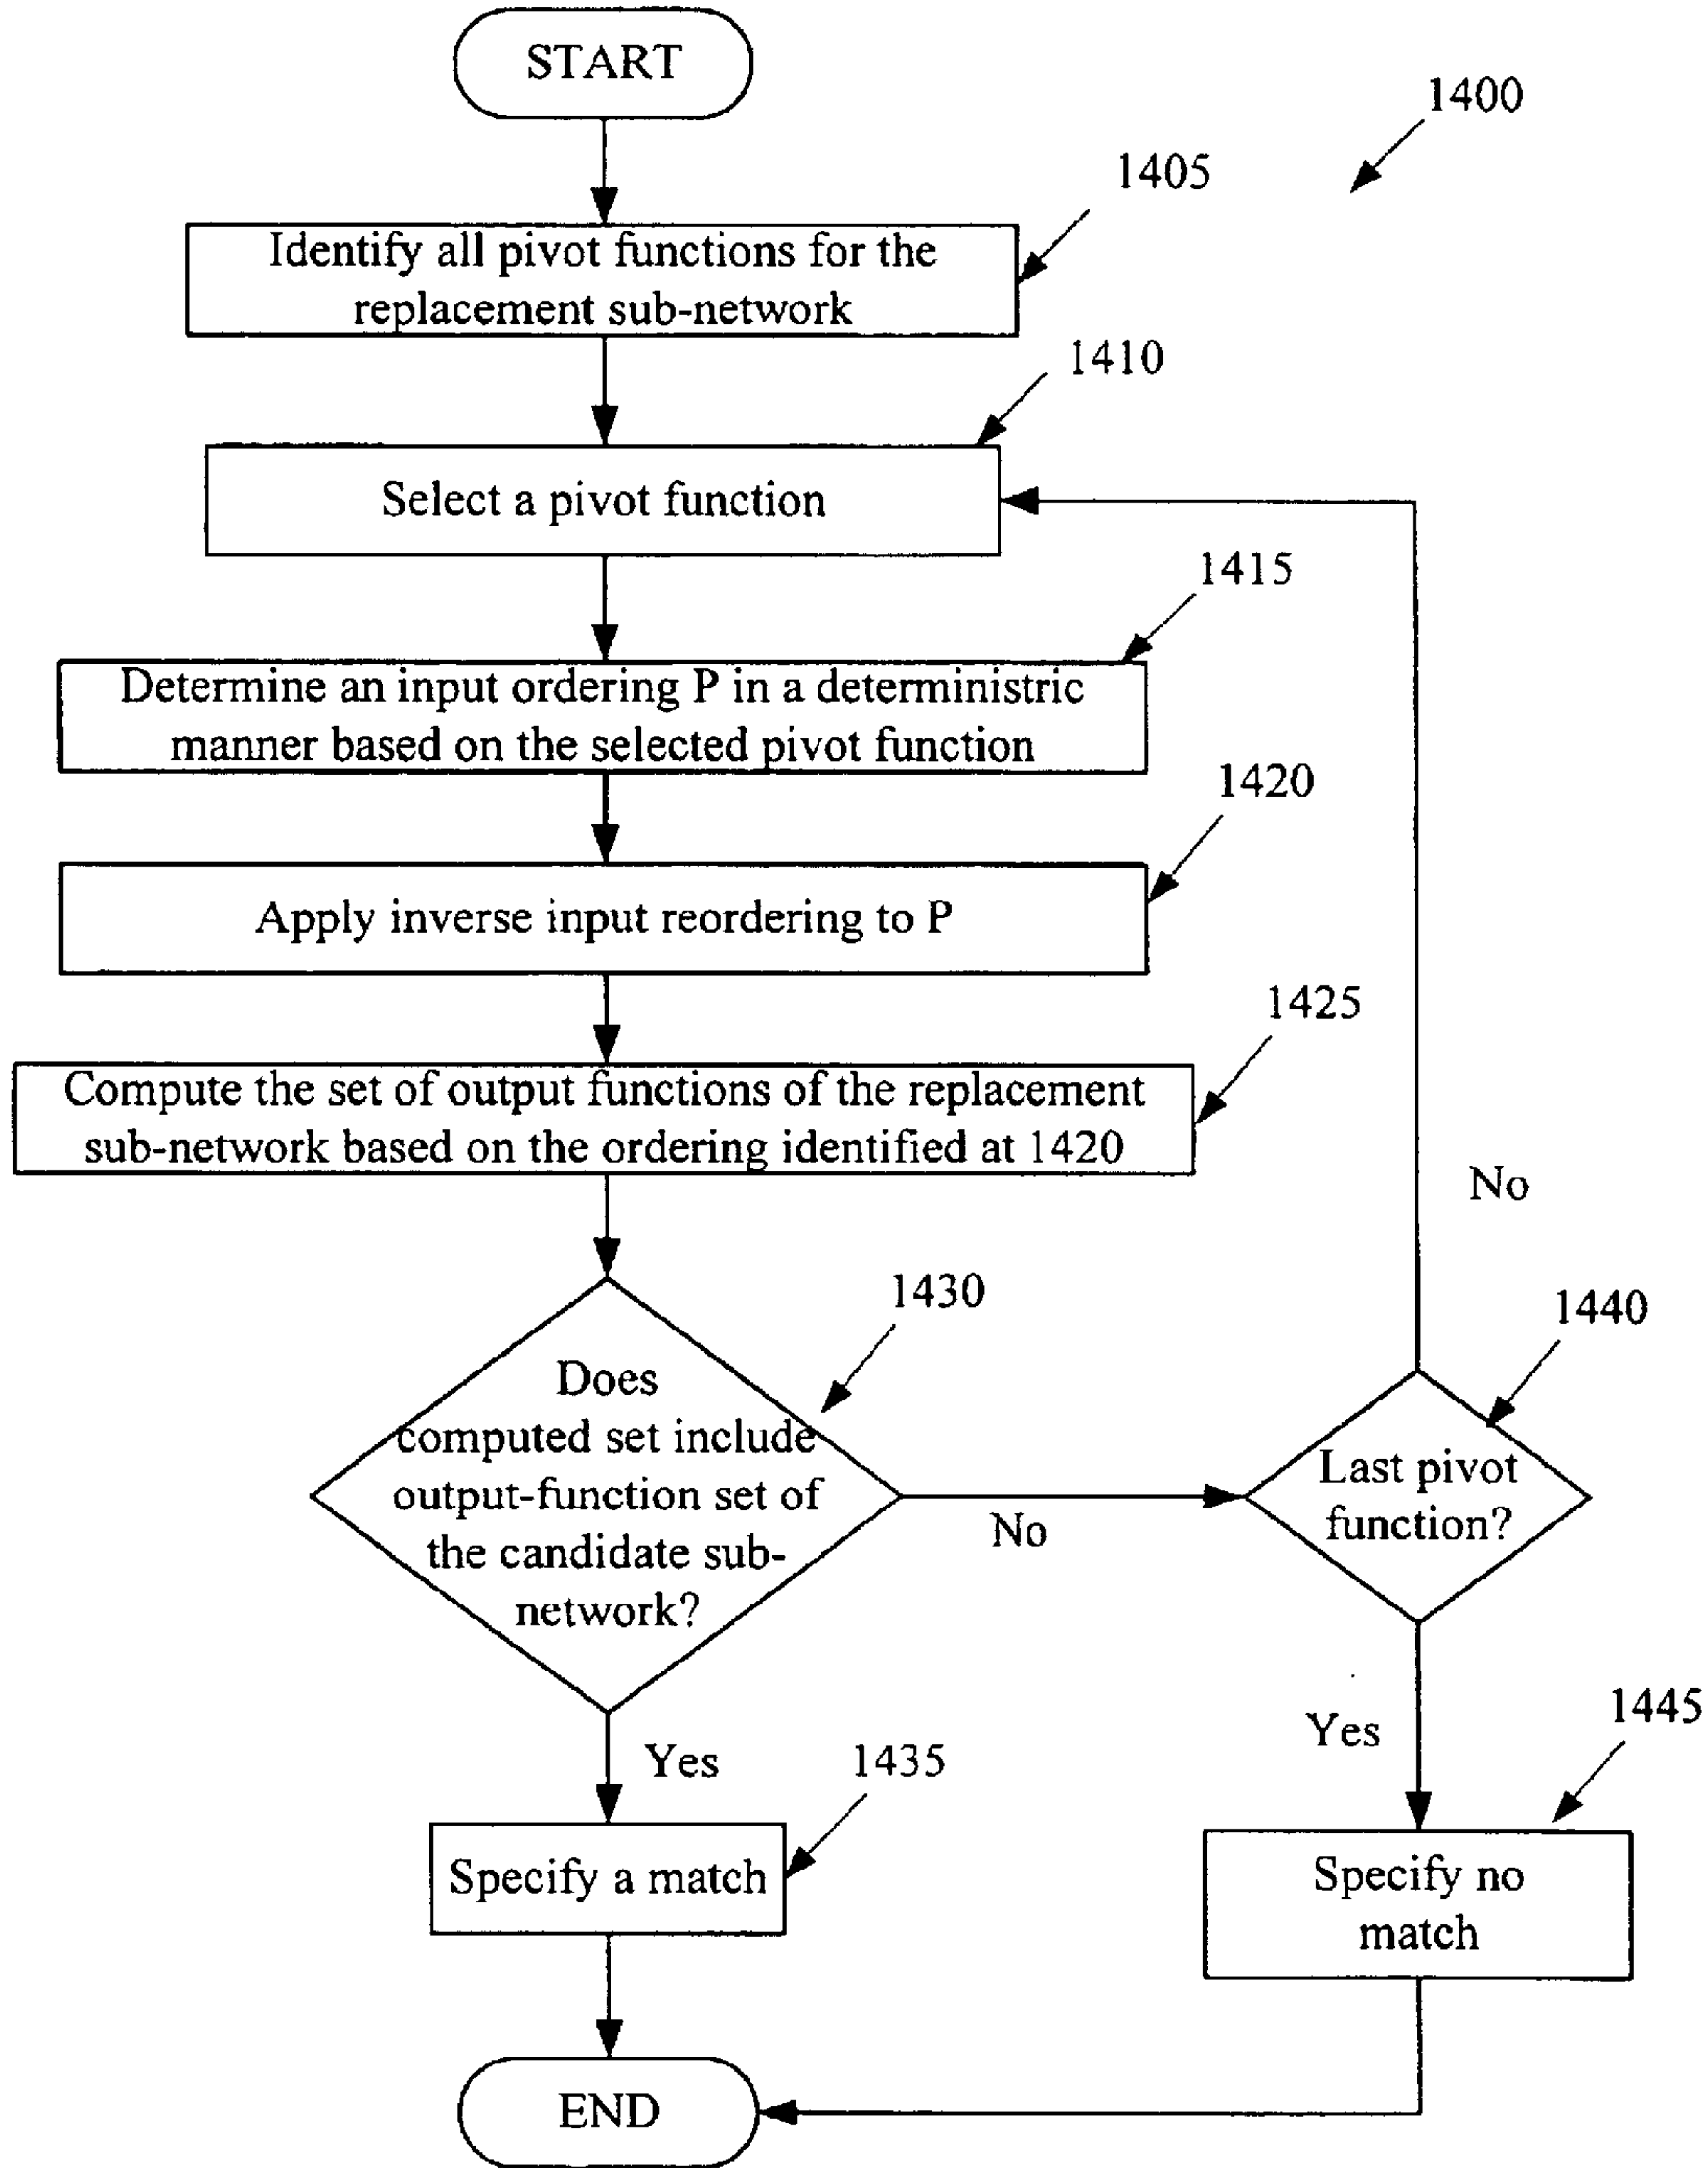 START
1400
1405
Identify all pivot functions for the
replacement sub-network
1410
Select a pivot function
1415
Determine an input ordering P in a deterministric
manner based on the selected pivot function
1420
Apply inverse input reordering to P
1425
Compute the set of output functions of the replacement
sub-network based on the ordering identified at 1420
No
1430
1440
Does
computed set include
output-function set of
the candidate sub-
network?
No
Last pivot
function?
Yes
1435
Yes
1445
Specify a match
Specify no
match
END